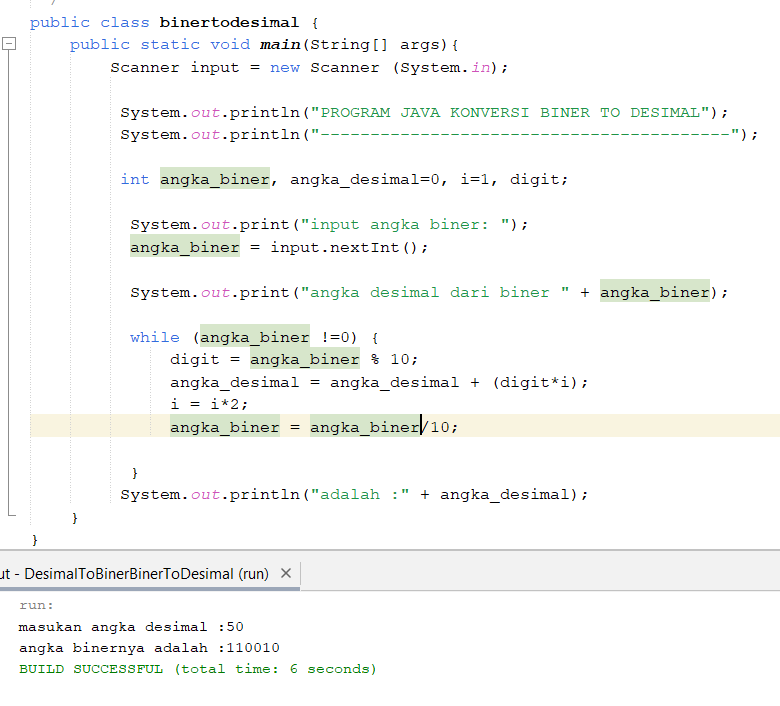 public class binertodesimal {
public static void main(String[] args){
Scanner input = new Scanner (System.in);
System.out.println("PROGRAM JAVA KONVERSI BINER TO DESIMAL");
System.out.println("-----------------------------------------");
int angka_biner, angka_desimal=0, i=1, digit;
System.out.print("input angka biner: ");
angka_biner = input.nextInt();
System.out.print("angka desimal dari biner " + angka_biner);
while (angka_biner !=0) {
digit = angka_biner % 10;
angka_desimal = angka_desimal + (digit*i);
i = i*2;
angka_biner = angka_biner/10;
}
System.out.println("adalah :" + angka_desimal);
}
}
ut - DesimalToBinerBinerToDesimal (run) ×
run:
masukan angka desimal :50
angka binernya adalah :110010
BUILD SUCCESSFUL (total time: 6 seconds)